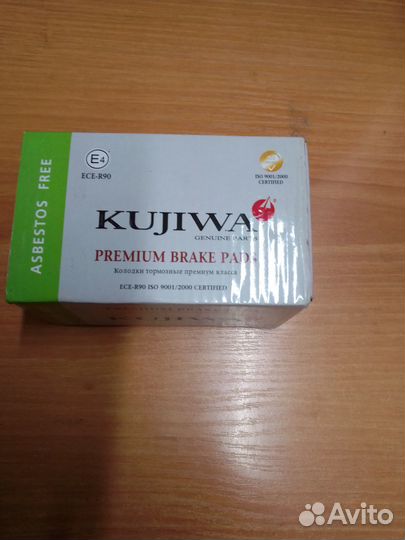 ASBESTOS FREE
E4
ECE-R90
ISO 9001/2000
CERTIFIED
KUJIWA
GENUINE PARTS
PREMIUM BRAKE PADS
Колодки тормозные премиум класса
ECE-R90 ISO 9001/2000 CERTIFIED
KUJIWA
Avito